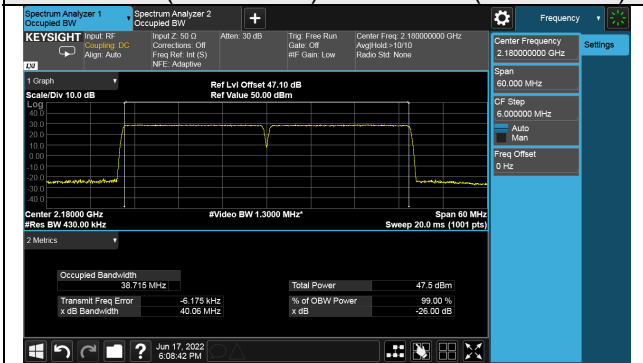 Spectrum Analyzer 1
Occupied BW
Spectrum Analyzer 2
Occupied BW
Frequency
KEYSIGHT
Input: RF
Coupling: DC
Align: Auto
Input Z: 50 Ω
Corrections: Off
Freq Ref: Int (S)
NFE: Adaptive
Atten: 30 dB
Trig: Free Run
Gate: Off
#IF Gain: Low
Center Freq: 2.180000000 GHz
Avg|Hold:>10/10
Radio Std: None
LXI
Center Frequency
2.180000000 GHz
Settings
Span
60.000 MHz
CF Step
6.000000 MHz
Auto
Man
Freq Offset
0 Hz
1 Graph
Scale/Div 10.0 dB
Ref Lvl Offset 47.10 dB
Ref Value 50.00 dBm
Log
40.0
30.0
20.0
10.0
0.00
-10.0
-20.0
-30.0
-40.0
Center 2.18000 GHz
#Res BW 430.00 kHz
#Video BW 1.3000 MHz*
Span 60 MHz
Sweep 20.0 ms (1001 pts)
2 Metrics
Occupied Bandwidth
38.715 MHz
Total Power 47.5 dBm
Transmit Freq Error -6.175 kHz
% of OBW Power 99.00 %
x dB Bandwidth 40.06 MHz
x dB -26.00 dB
?
Jun 17, 2022
6:08:42 PM